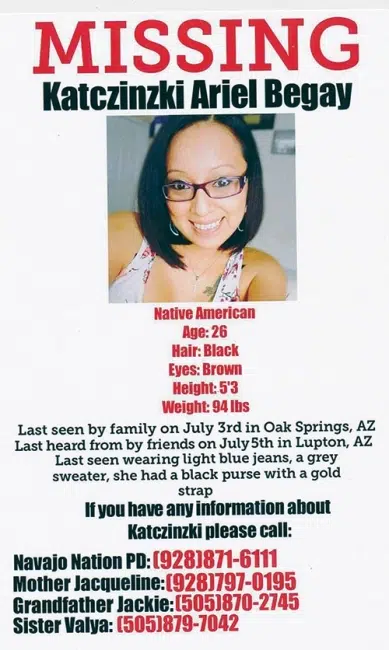 MISSING
Katczinzki Ariel Begay
Native American
Age: 26
Hair: Black
Eyes: Brown
Height: 5'3
Weight: 94 lbs
Last seen by family on July 3rd in Oak Springs, AZ
Last heard from by friends on July 5th in Lupton, AZ
Last seen wearing light blue jeans, a grey
sweater, she had a black purse with a gold
strap
If you have any information about
Katczinzki please call:
Navajo Nation PD: (928)871-6111
Mother Jacqueline: (928)797-0195
Grandfather Jackie: (505)870-2745
Sister Valya: (505)879-7042